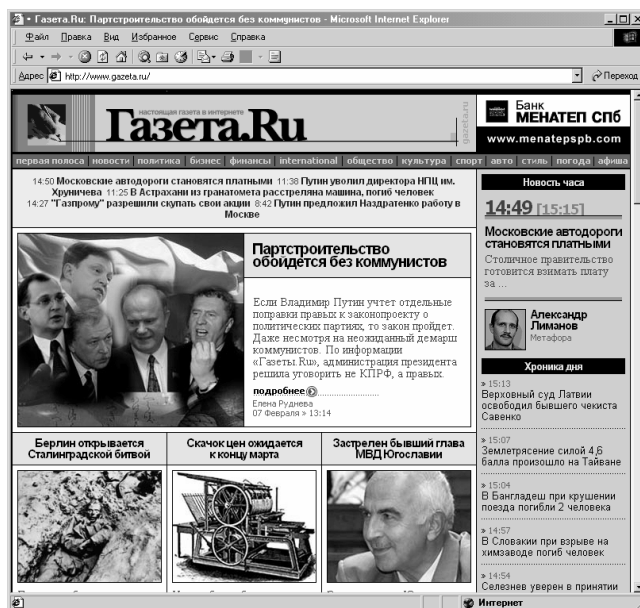 Газета.Ru: Партстроительство обойдется без коммунистов - Microsoft Internet Explorer
Файл Правка Вид Избранное Сервис Справка
Адрес http://www.gazeta.ru/ Переход
настоящая газета в интернете
Газета.Ru
gazeta.ru
Банк
МЕНАТЕП СПб
www.menatepspb.com
первая полоса | новости | политика | бизнес | финансы | international | общество | культура | спорт | авто | стиль | погода | афиша
14:50 Московские автодороги становятся платными 11:38 Путин уволил директора НПЦ им.
Хруничева 11:25 В Астрахани из гранатомета расстреляна машина, погиб человек
14:27 "Газпрому" разрешили скупать свои акции 8:42 Путин предложил Наздратенко работу в
Москве
Партстроительство
обойдется без коммунистов
Если Владимир Путин учтет отдельные
поправки правых к законопроекту о
политических партиях, то закон пройдет.
Даже несмотря на неожиданный демарш
коммунистов. По информации
«Газеты.Ru», администрация президента
решила уговорить не КПРФ, а правых.
подробнее
Елена Руднева
07 Февраля » 13:14
Берлин открывается
Сталинградской битвой
Скачок цен ожидается
к концу марта
Застрелен бывший глава
МВД Югославии
Новость часа
14:49 [15:15]
Московские автодороги
становятся платными
Столичное правительство
готовится взимать плату
за ...
Александр
Лиманов
Метафора
Хроника дня
» 15:13
Верховный суд Латвии
освободил бывшего чекиста
Савенко
» 15:07
Землетрясение силой 4,6
балла произошло на Тайване
» 15:04
В Бангладеш при крушении
поезда погибли 2 человека
» 14:57
В Словакии при взрыве на
химзаводе погиб человек
» 14:54
Селезнев уверен в принятии
Интернет